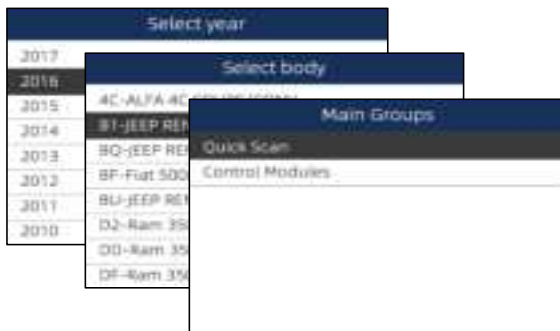 Select year
2017
2016
2015
2014
2013
2012
2011
2010
Select body
4C-ALFA 4C
B1-JEEP
BQ-JEEP
BF-Fiat 500
BU-JEEP
D2-Ram 35
DD-Ram 35
DF-Ram 35
Main Groups
Quick Scan
Control Modules